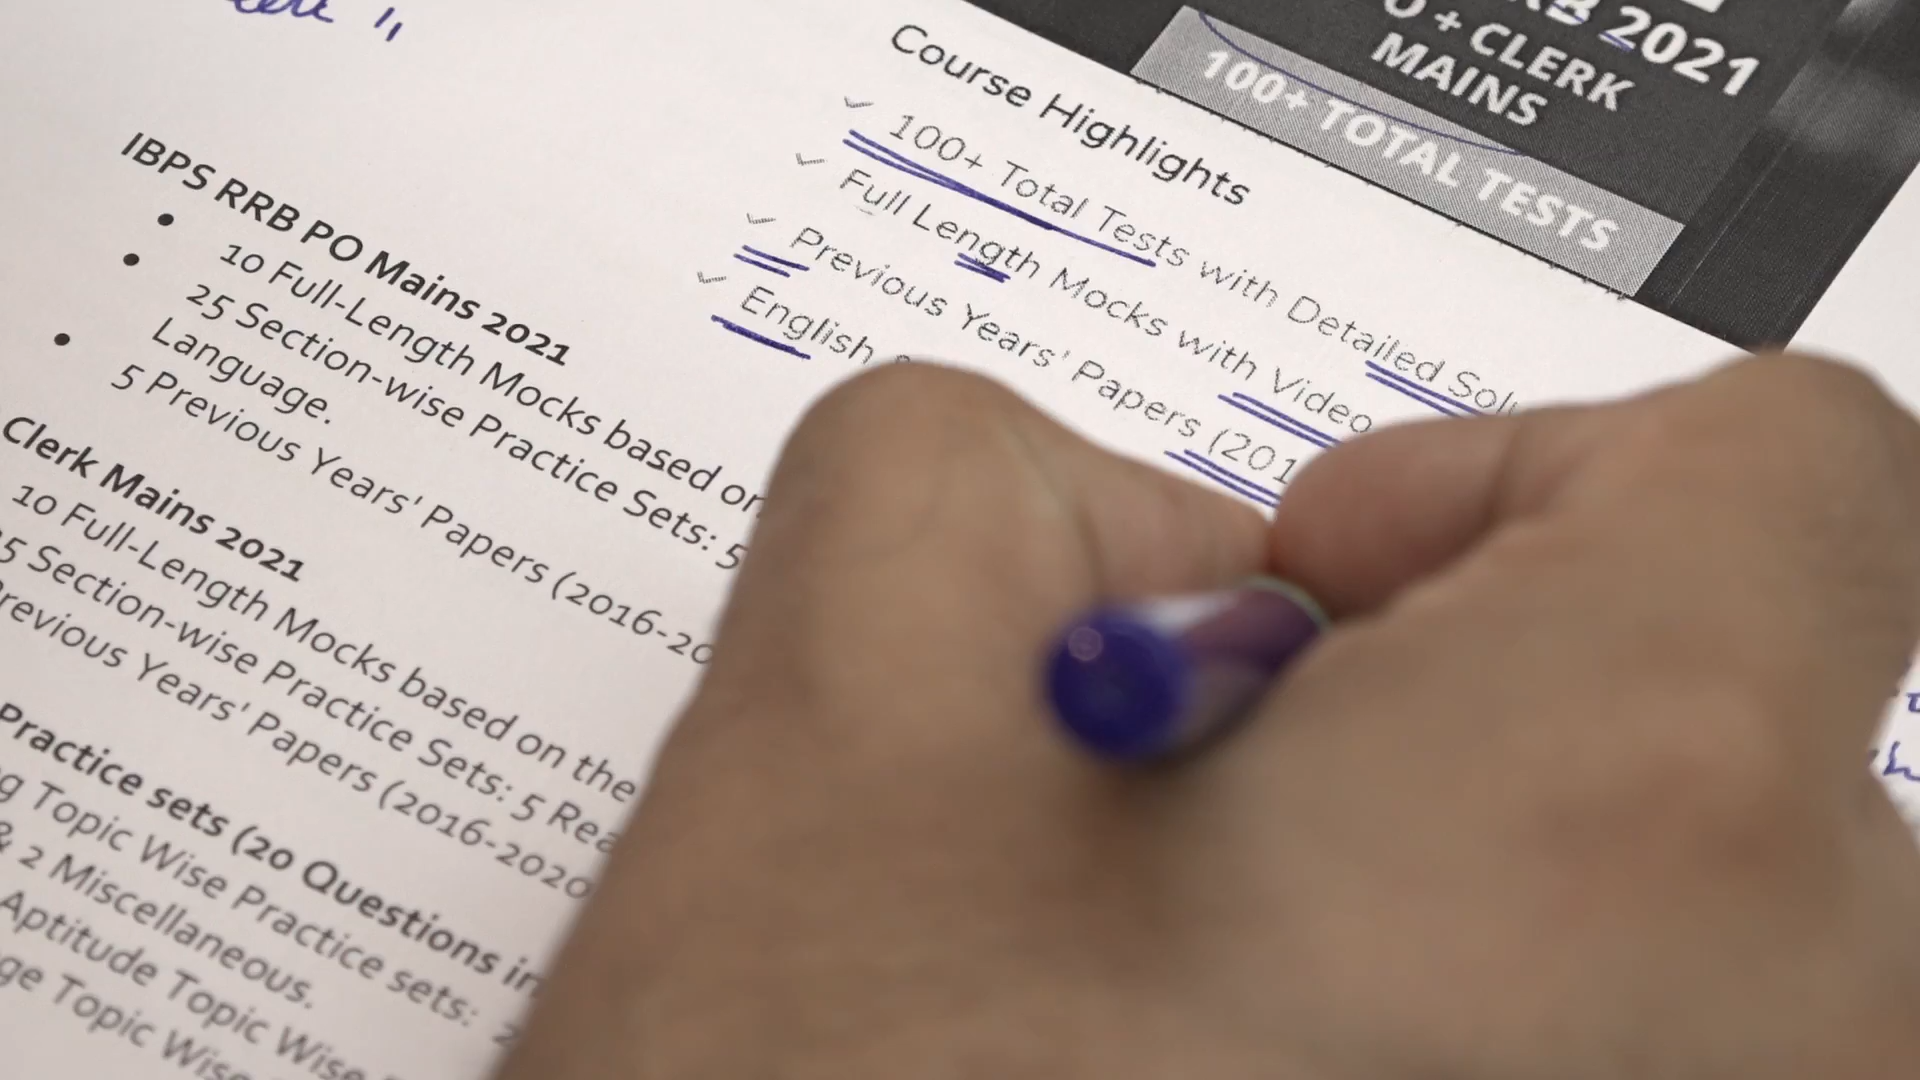 RB 2021
O + CLERK
MAINS
100+ TOTAL TESTS
Course Highlights
100+ Total Tests with Detailed
Full Length Mocks with Video
Previous Years' Papers (201
English
IBPS RRB PO Mains 2021
• 10 Full-Length Mocks based on
• 25 Section-wise Practice Sets: 5
Language.
• 5 Previous Years' Papers (2016-20
Clerk Mains 2021
10 Full-Length Mocks based on the
5 Section-wise Practice Sets: 5 Rea
revious Years' Papers (2016-2020
Practice sets (20 Questions in
g Topic Wise Practice sets: 2
& 2 Miscellaneous.
Aptitude Topic Wise
ge Topic Wise